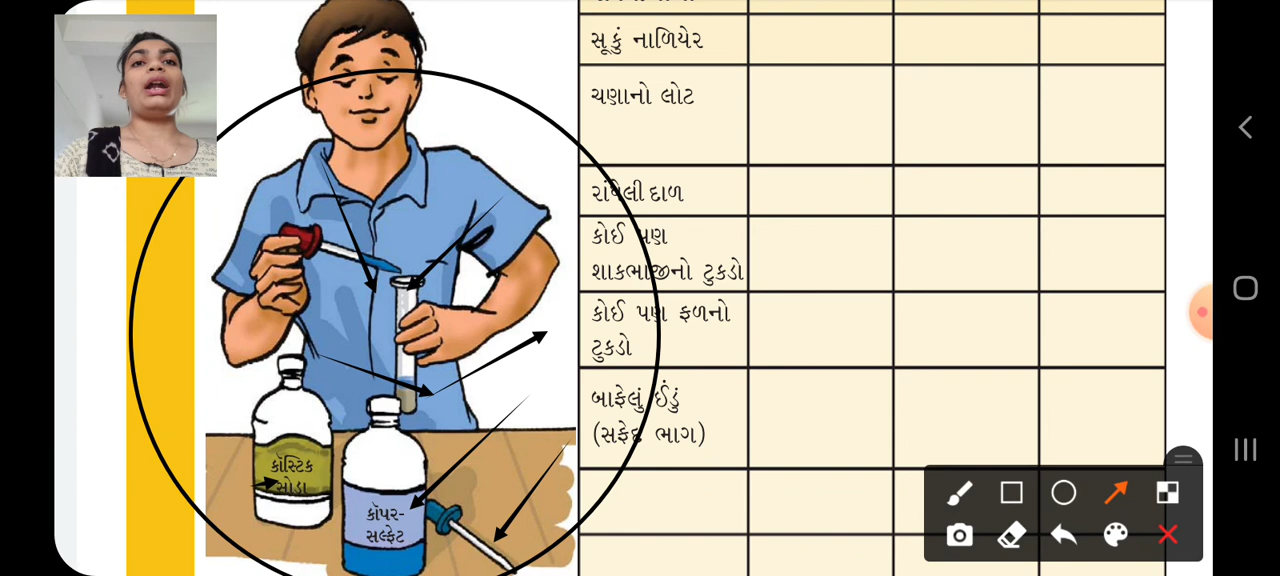 સૂકું નાળિયેર
ચણાનો લોટ
રાંધેલી દાળ
કોઈ પણ
શાકભાજીનો ટુકડો
કોઈ પણ ફળનો
ટુકડો
બાફેલું ઈંડું
(સફેદ ભાગ)
કૉસ્ટિક
સોડા
કૉપર-
સલ્ફેટ